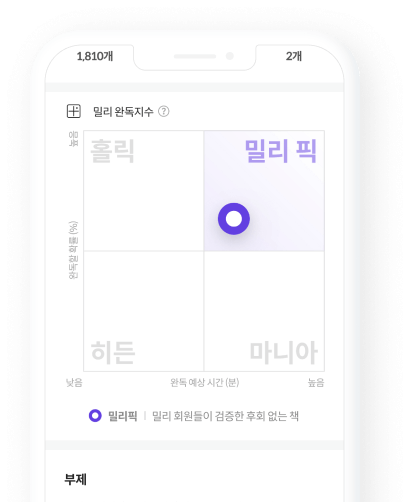 1,810개
2개
밀리 완독지수 ?
높음
홀릭
밀리 픽
완독할 확률 (%)
히든
마니아
낮음
완독 예상 시간 (분)
높음
밀리픽 | 밀리 회원들이 검증한 후회 없는 책
부제